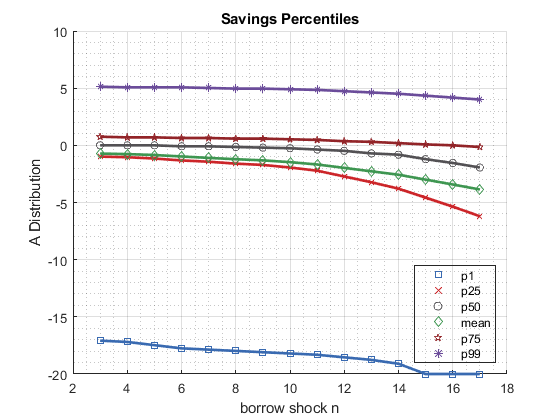 Savings Percentiles
10
5
0
-5
-10
-15
-20
A Distribution
p1
p25
p50
mean
p75
p99
2 4 6 8 10 12 14 16 18
borrow shock n